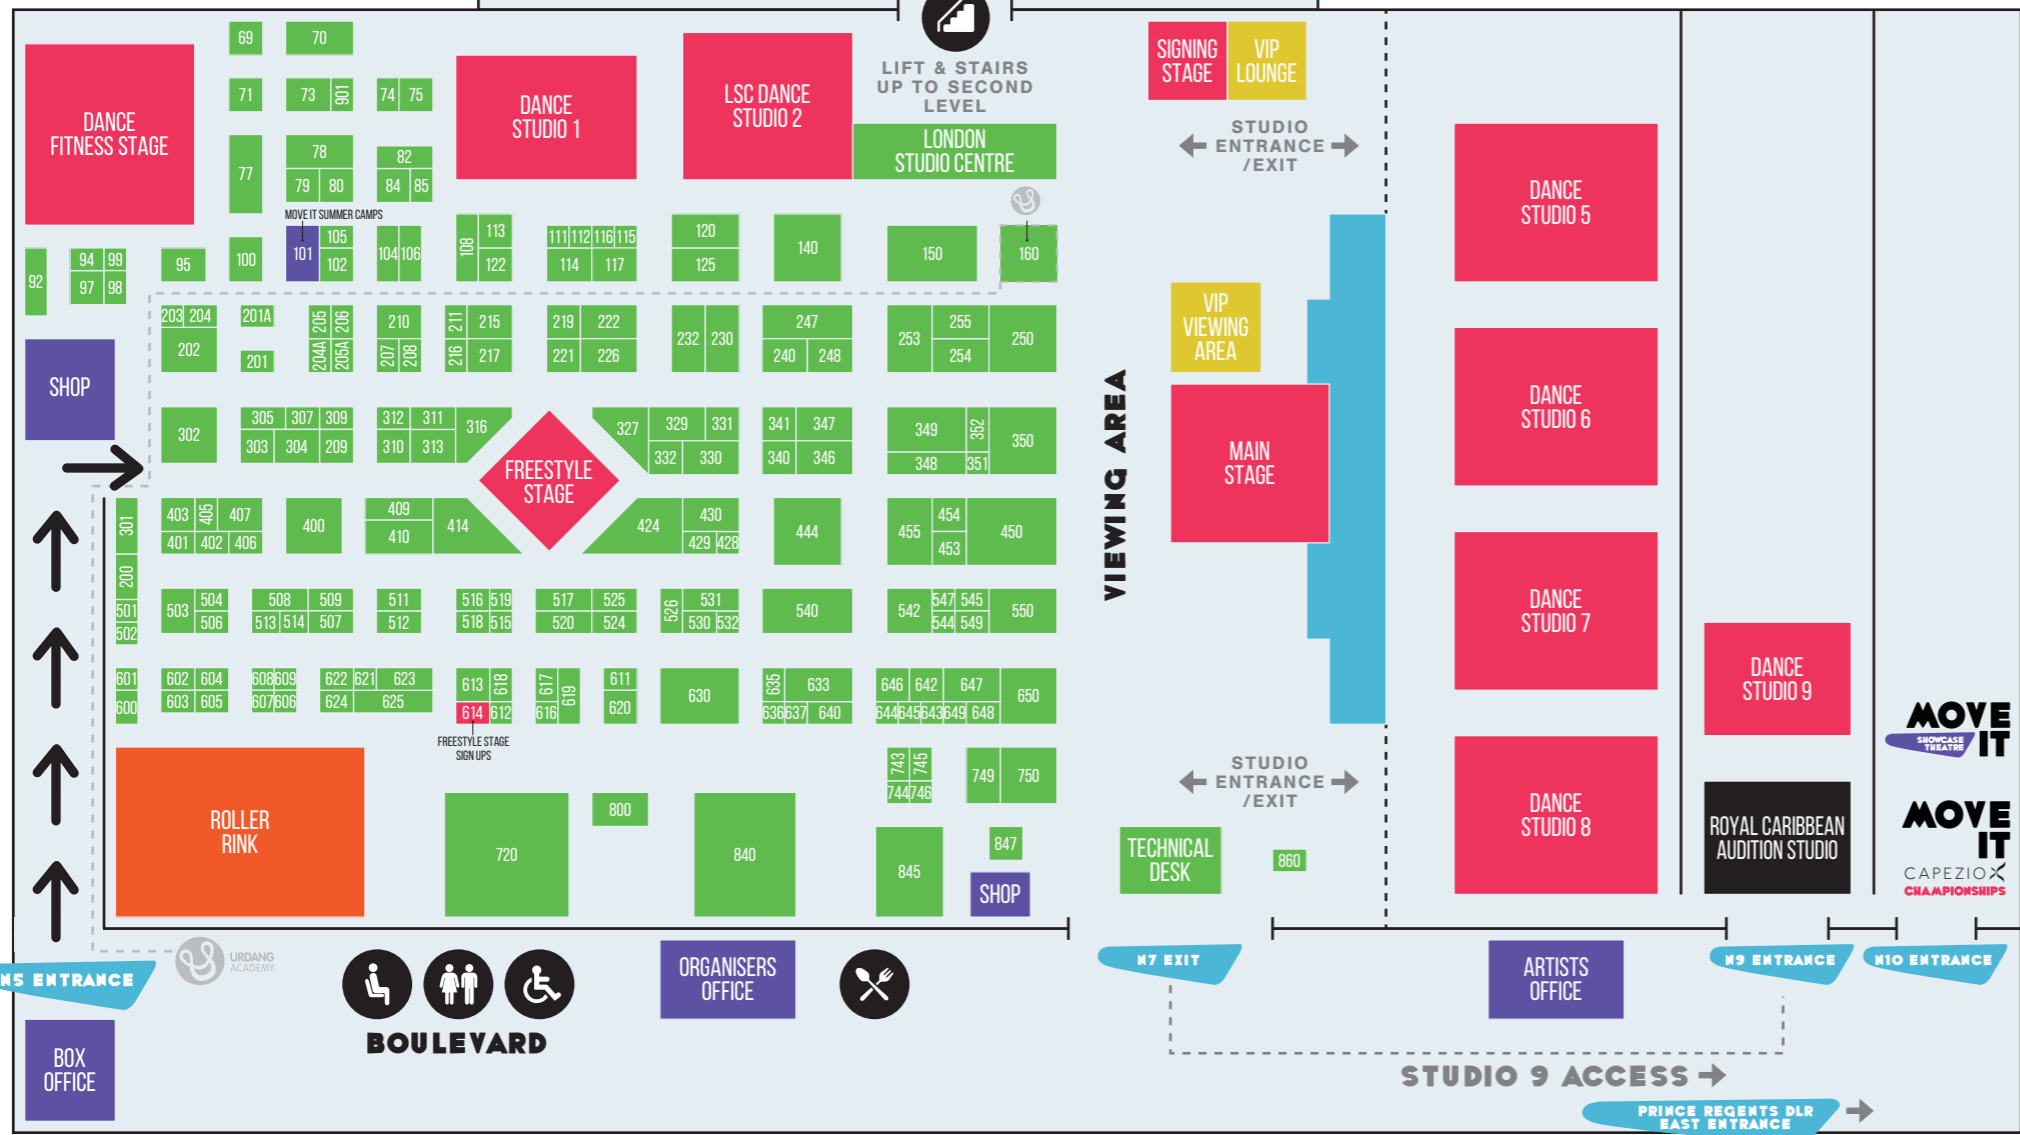 LIFT & STAIRS
UP TO SECOND
LEVEL
DANCE
FITNESS STAGE
69
70
71
73
901
74
75
77
78
79
80
82
84
85
DANCE
STUDIO 1
LSC DANCE
STUDIO 2
LONDON
STUDIO CENTRE
SIGNING
STAGE
VIP
LOUNGE
STUDIO
ENTRANCE
/EXIT
DANCE
STUDIO 5
MOVE IT SUMMER CAMPS
92
94
99
97
98
95
100
101
105
102
104
106
108
113
122
111
112
116
115
114
117
120
125
140
150
160
203
204
202
201A
201
205
206
204A
205A
210
207
208
211
215
216
217
219
222
221
226
232
230
247
240
248
253
255
254
250
VIP
VIEWING
AREA
SHOP
302
305
307
309
303
304
209
312
311
310
313
316
FREESTYLE
STAGE
327
329
331
332
330
341
347
340
346
349
352
348
351
350
VIEWING AREA
MAIN
STAGE
DANCE
STUDIO 6
301
200
501
502
403
405
407
401
402
406
400
409
410
414
424
430
429
428
444
455
454
453
450
503
504
506
508
509
513
514
507
511
512
516
519
518
515
517
525
520
524
526
531
530
532
540
542
547
545
544
549
550
DANCE
STUDIO 7
601
600
602
604
603
605
608
609
607
606
622
621
623
624
625
613
618
614
612
FREESTYLE STAGE
SIGN UPS
617
619
616
611
620
630
635
633
636
637
640
646
642
647
644
645
643
649
648
650
DANCE
STUDIO 9
MOVE
IT
SHOWCASE
THEATRE
ROLLER
RINK
720
800
840
743
745
744
746
749
750
845
847
SHOP
STUDIO
ENTRANCE
/EXIT
TECHNICAL
DESK
860
DANCE
STUDIO 8
ROYAL CARIBBEAN
AUDITION STUDIO
MOVE
IT
CAPEZIO
CHAMPIONSHIPS
N5 ENTRANCE
URDANG
ACADEMY
BOULEVARD
ORGANISERS
OFFICE
N7 EXIT
ARTISTS
OFFICE
N9 ENTRANCE
N10 ENTRANCE
BOX
OFFICE
STUDIO 9 ACCESS
PRINCE REGENTS DLR
EAST ENTRANCE